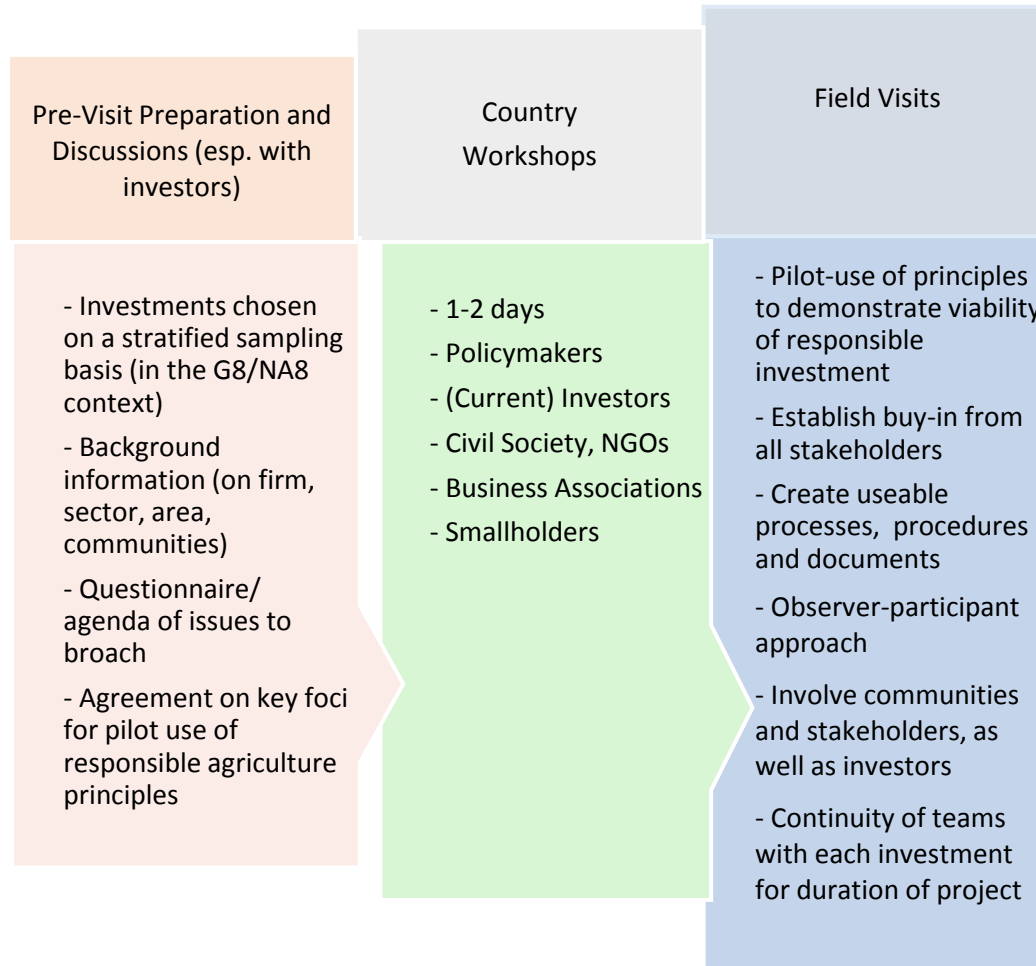 Pre-Visit Preparation and
Discussions (esp. with
investors)
- Investments chosen
on a stratified sampling
basis (in the G8/NA8
context)
- Background
information (on firm,
sector, area,
communities)
- Questionnaire/
agenda of issues to
broach
- Agreement on key foci
for pilot use of
responsible agriculture
principles
Country
Workshops
- 1-2 days
- Policymakers
- (Current) Investors
- Civil Society, NGOs
- Business Associations
- Smallholders
Field Visits
- Pilot-use of principles
to demonstrate viability
of responsible
investment
- Establish buy-in from
all stakeholders
- Create useable
processes, procedures
and documents
- Observer-participant
approach
- Involve communities
and stakeholders, as
well as investors
- Continuity of teams
with each investment
for duration of project